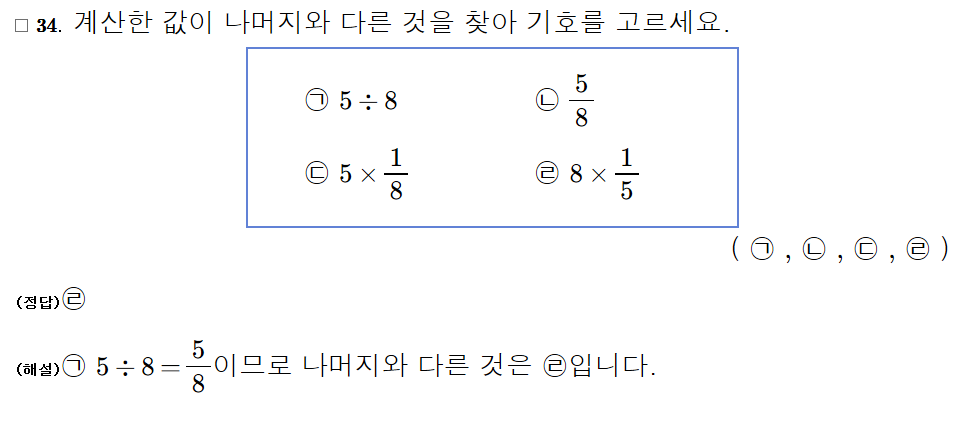 □ 34. 계산한 값이 나머지와 다른 것을 찾아 기호를 고르세요.
㉠ 5 ÷ 8 ㉡ 5/8
㉢ 5 × 1/8 ㉣ 8 × 1/5
( ㉠ , ㉡ , ㉢ , ㉣ )
(정답)㉣
(해설)㉠ 5 ÷ 8 = 5/8이므로 나머지와 다른 것은 ㉣입니다.